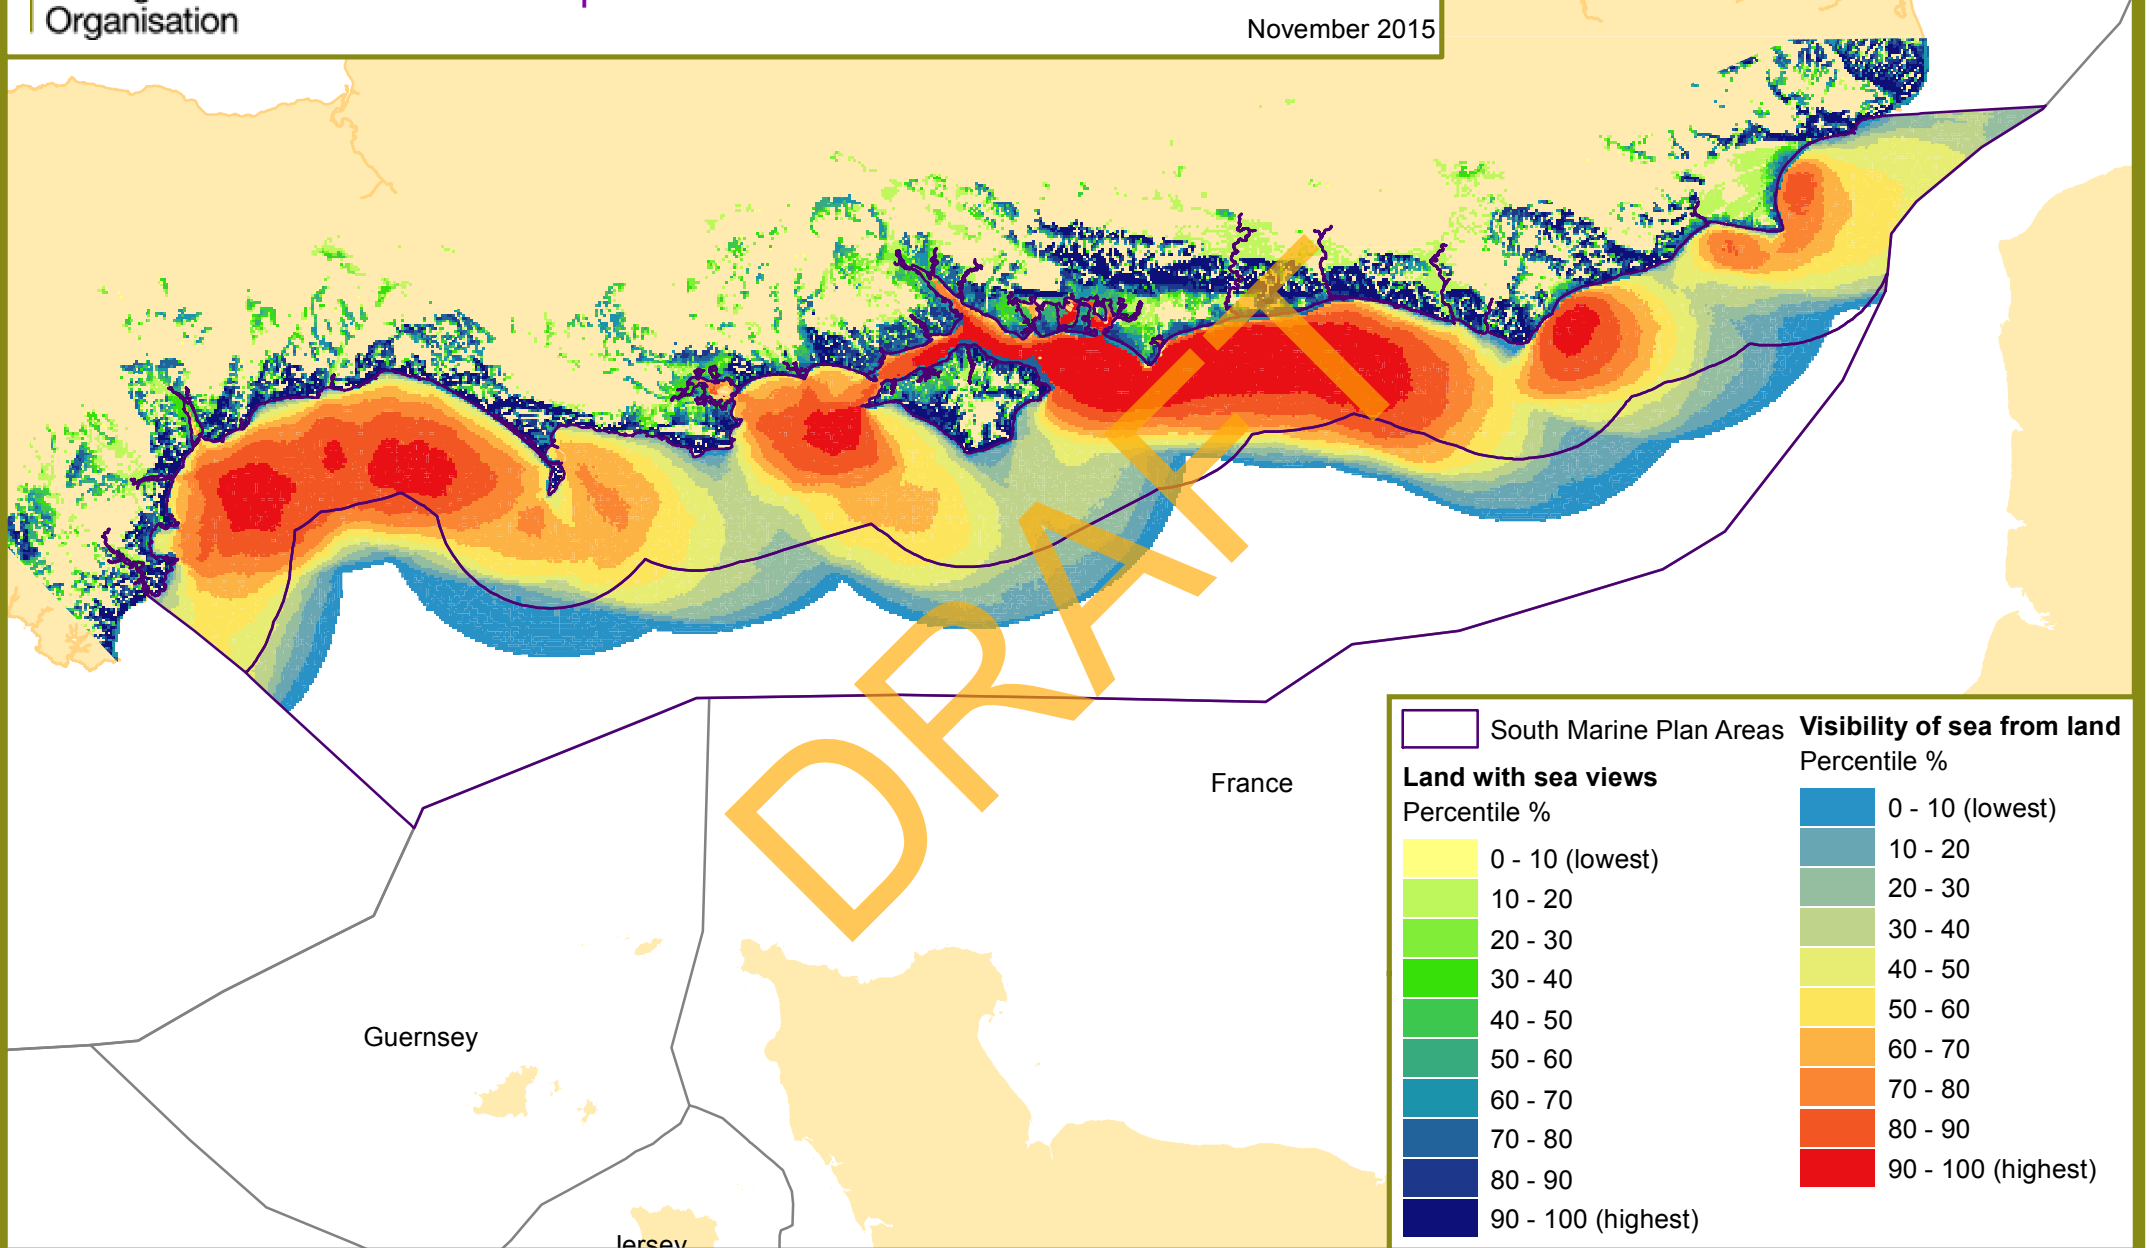 Organisation
November 2015
DRAFT
France
Guernsey
Jersey
South Marine Plan Areas
Land with sea views
Percentile %
0 - 10 (lowest)
10 - 20
20 - 30
30 - 40
40 - 50
50 - 60
60 - 70
70 - 80
80 - 90
90 - 100 (highest)
Visibility of sea from land
Percentile %
0 - 10 (lowest)
10 - 20
20 - 30
30 - 40
40 - 50
50 - 60
60 - 70
70 - 80
80 - 90
90 - 100 (highest)